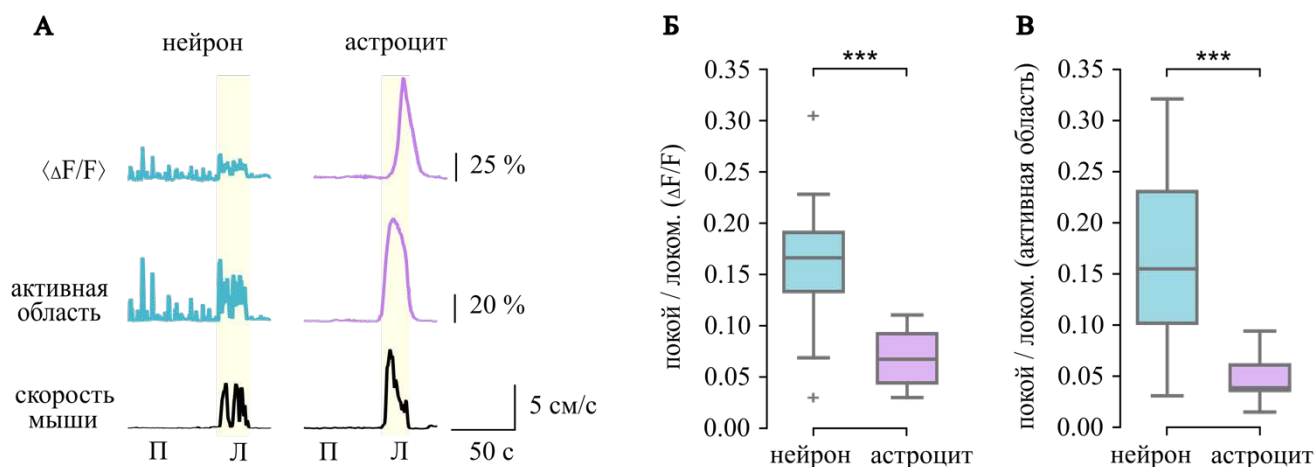 А
нейрон
астроцит
⟨ΔF/F⟩
25 %
активная
область
20 %
скорость
мыши
5 см/с
50 с
П
Л
П
Л
Б
***
покой / локом. (ΔF/F)
0.35
0.30
0.25
0.20
0.15
0.10
0.05
0.00
нейрон
астроцит
В
***
покой / локом. (активная область)
0.35
0.30
0.25
0.20
0.15
0.10
0.05
0.00
нейрон
астроцит